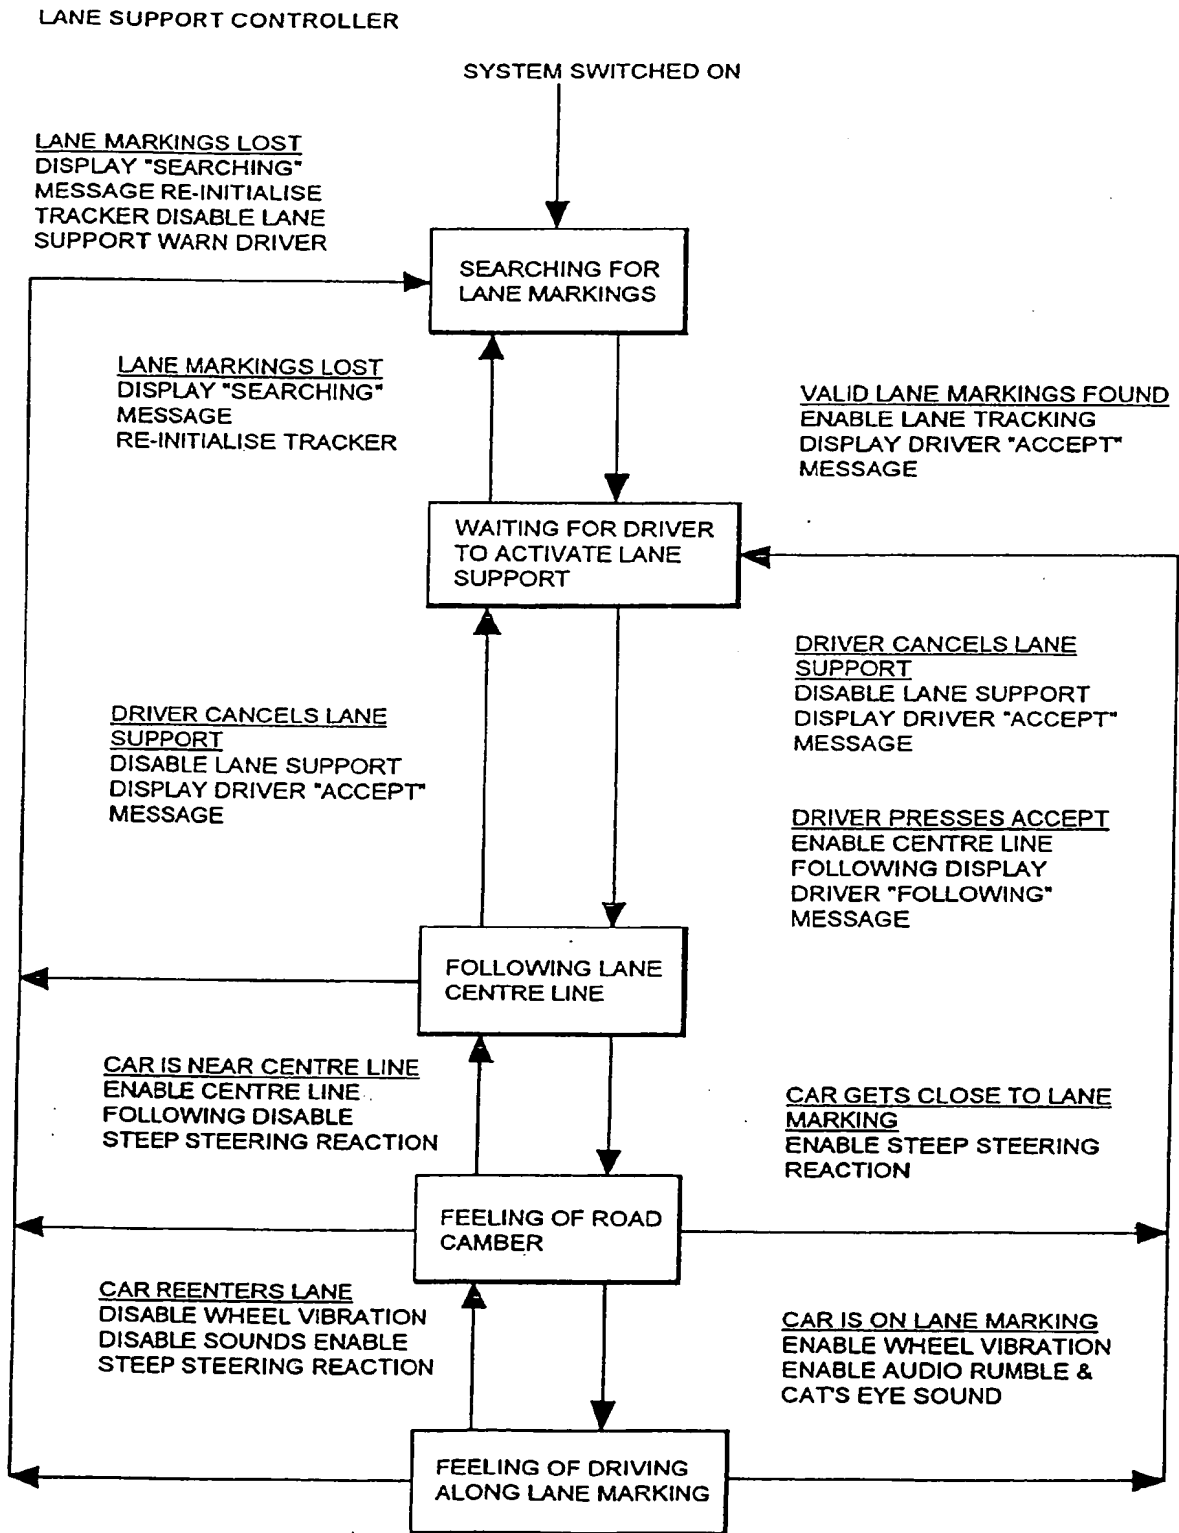 LANE SUPPORT CONTROLLER
SYSTEM SWITCHED ON
LANE MARKINGS LOST
DISPLAY "SEARCHING"
MESSAGE RE-INITIALISE
TRACKER DISABLE LANE
SUPPORT WARN DRIVER
SEARCHING FOR
LANE MARKINGS
LANE MARKINGS LOST
DISPLAY "SEARCHING"
MESSAGE
RE-INITIALISE TRACKER
VALID LANE MARKINGS FOUND
ENABLE LANE TRACKING
DISPLAY DRIVER "ACCEPT"
MESSAGE
WAITING FOR DRIVER
TO ACTIVATE LANE
SUPPORT
DRIVER CANCELS LANE
SUPPORT
DISABLE LANE SUPPORT
DISPLAY DRIVER "ACCEPT"
MESSAGE
DRIVER CANCELS LANE
SUPPORT
DISABLE LANE SUPPORT
DISPLAY DRIVER "ACCEPT"
MESSAGE
DRIVER PRESSES ACCEPT
ENABLE CENTRE LINE
FOLLOWING DISPLAY
DRIVER "FOLLOWING"
MESSAGE
FOLLOWING LANE
CENTRE LINE
CAR IS NEAR CENTRE LINE
ENABLE CENTRE LINE
FOLLOWING DISABLE
STEEP STEERING REACTION
CAR GETS CLOSE TO LANE
MARKING
ENABLE STEEP STEERING
REACTION
FEELING OF ROAD
CAMBER
CAR REENTERS LANE
DISABLE WHEEL VIBRATION
DISABLE SOUNDS ENABLE
STEEP STEERING REACTION
CAR IS ON LANE MARKING
ENABLE WHEEL VIBRATION
ENABLE AUDIO RUMBLE &
CAT'S EYE SOUND
FEELING OF DRIVING
ALONG LANE MARKING